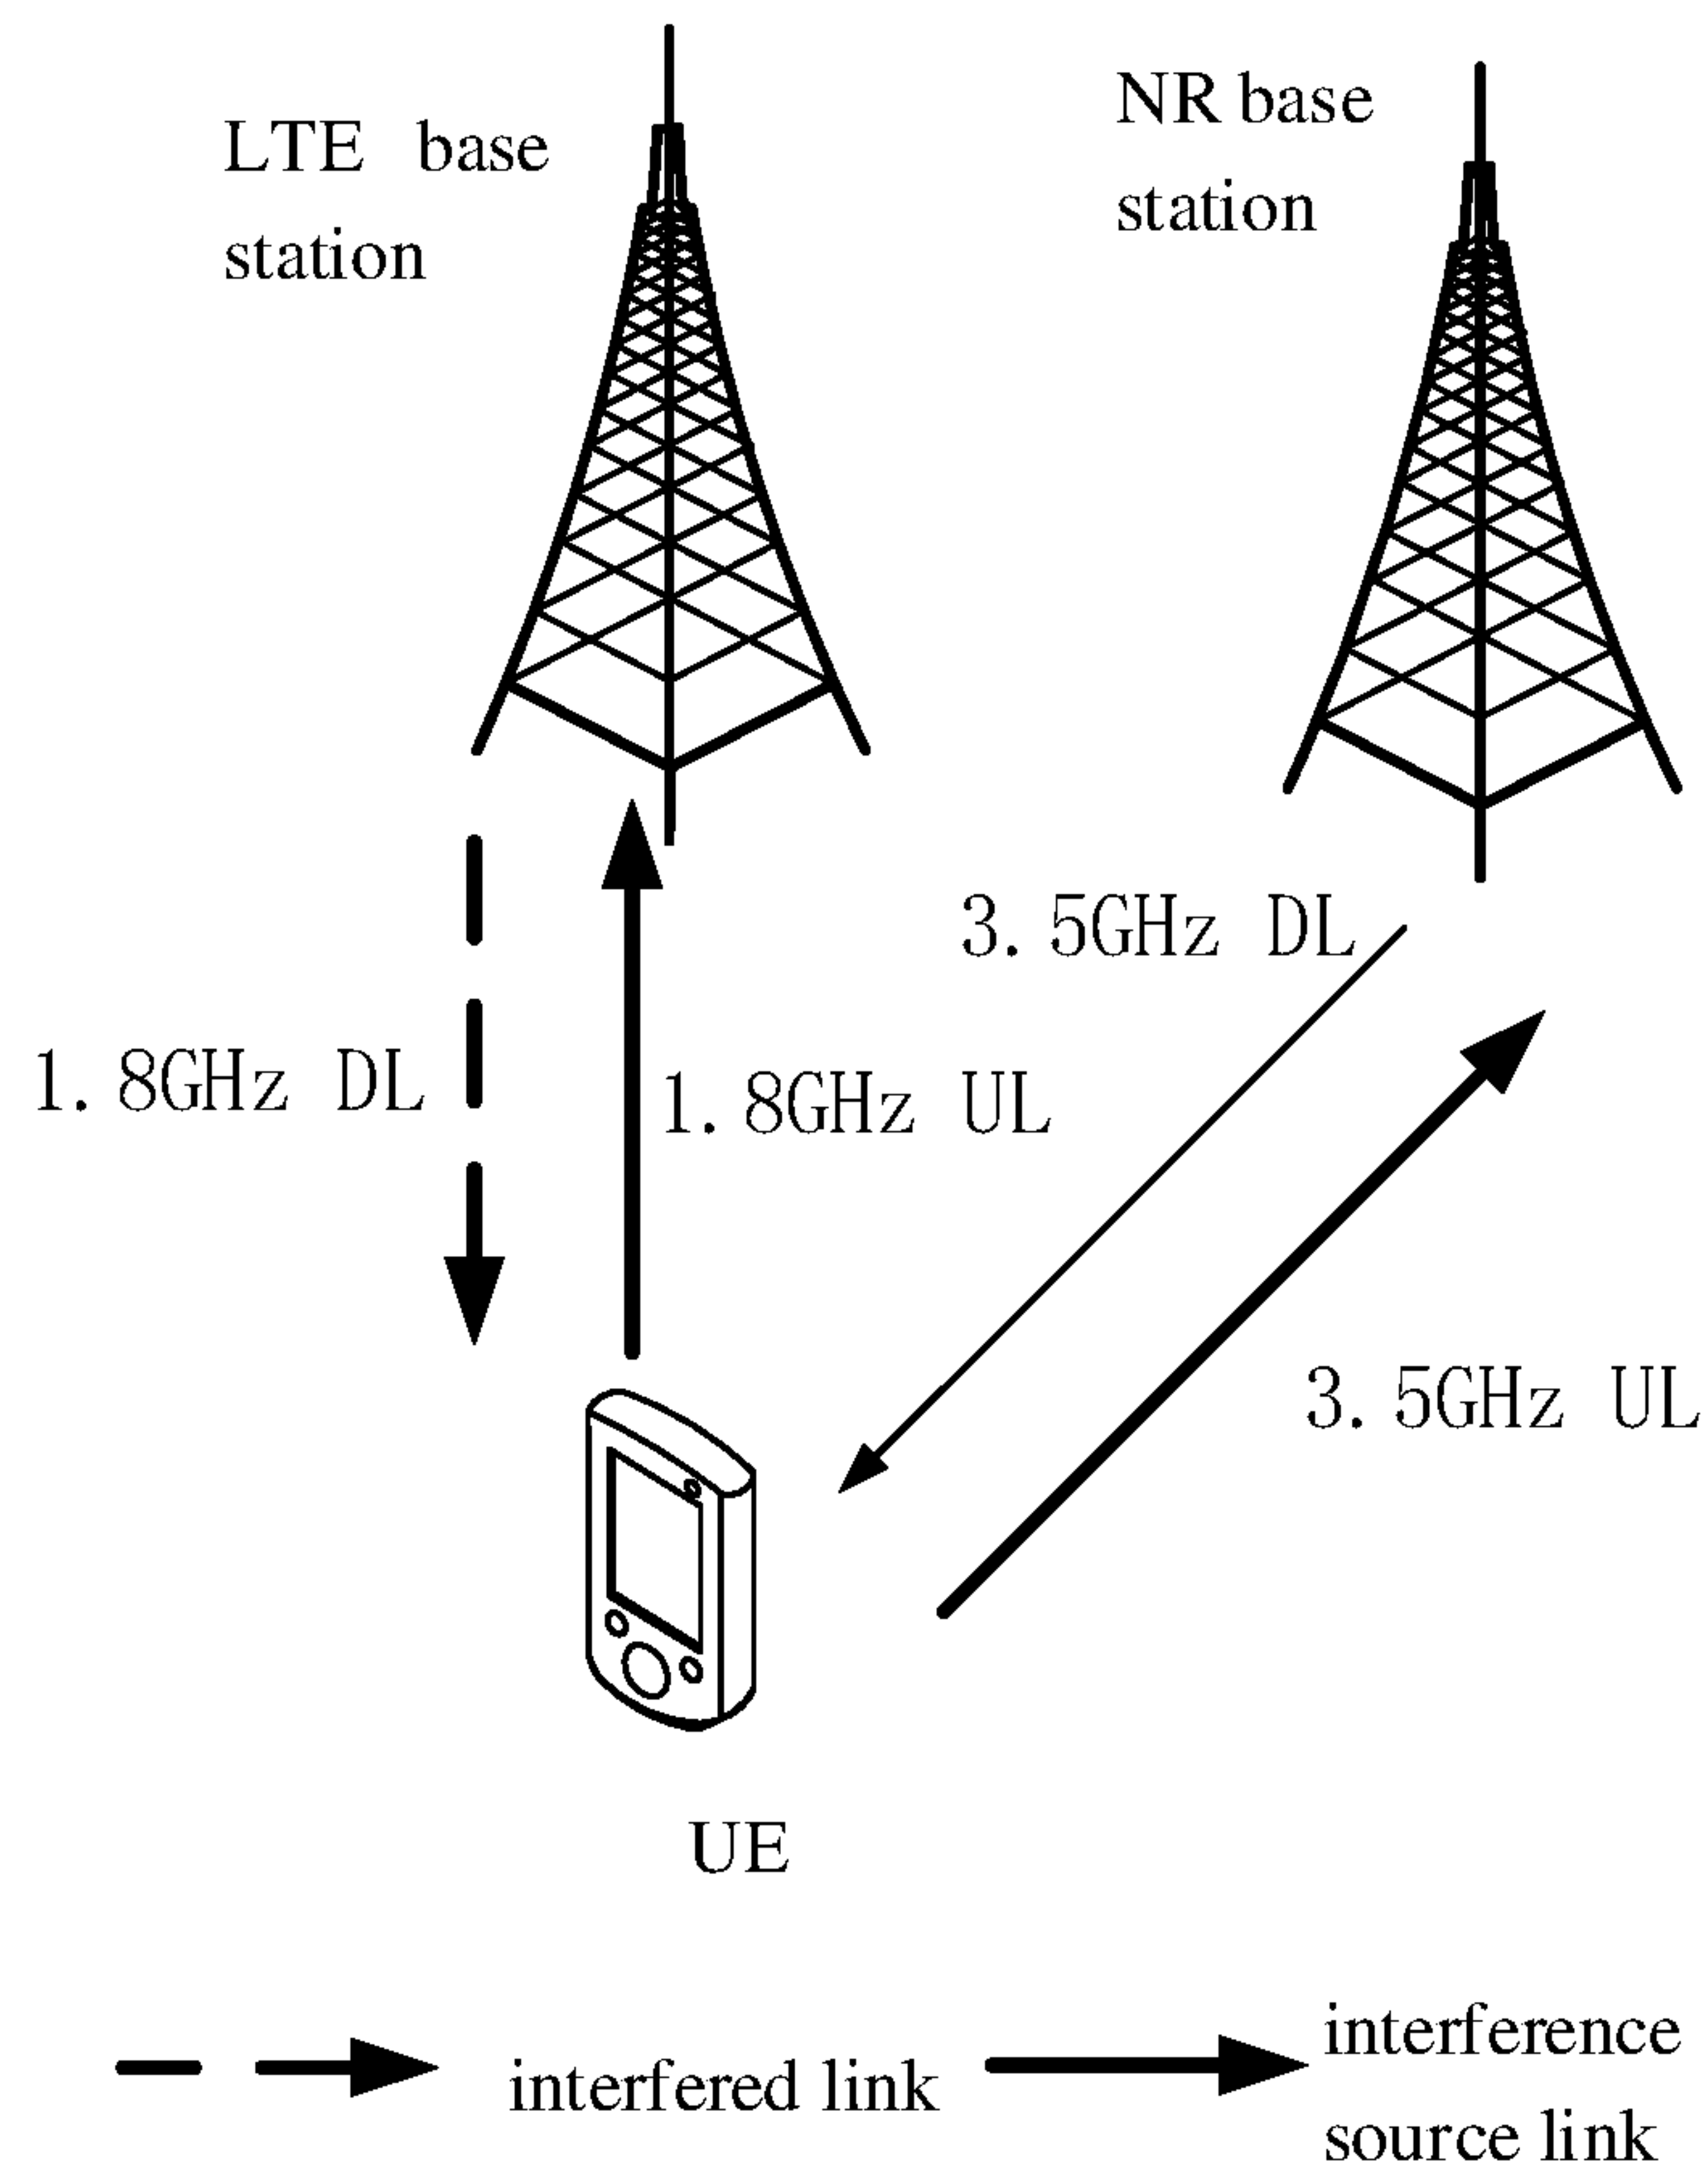 LTE base
station
NR base
station
3.5GHz DL
1.8GHz DL
1.8GHz UL
3.5GHz UL
UE
interfered link
interference
source link